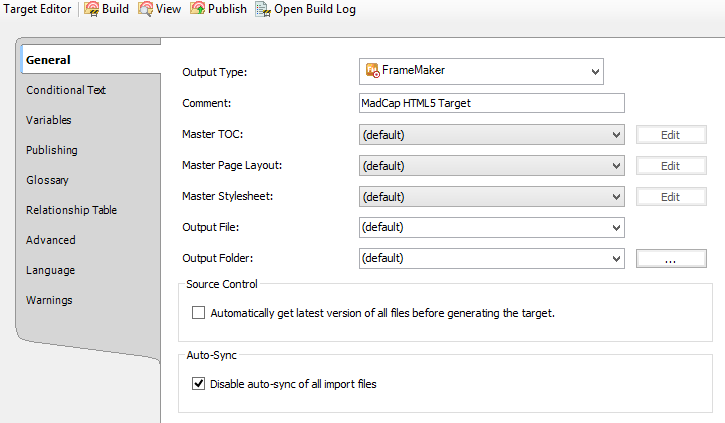 Target Editor Build View Publish Open Build Log
General
Conditional Text
Variables
Publishing
Glossary
Relationship Table
Advanced
Language
Warnings
Output Type: FrameMaker
Comment: MadCap HTML5 Target
Master TOC: (default) Edit
Master Page Layout: (default) Edit
Master Stylesheet: (default) Edit
Output File: (default)
Output Folder: (default) ...
Source Control
Automatically get latest version of all files before generating the target.
Auto-Sync
Disable auto-sync of all import files